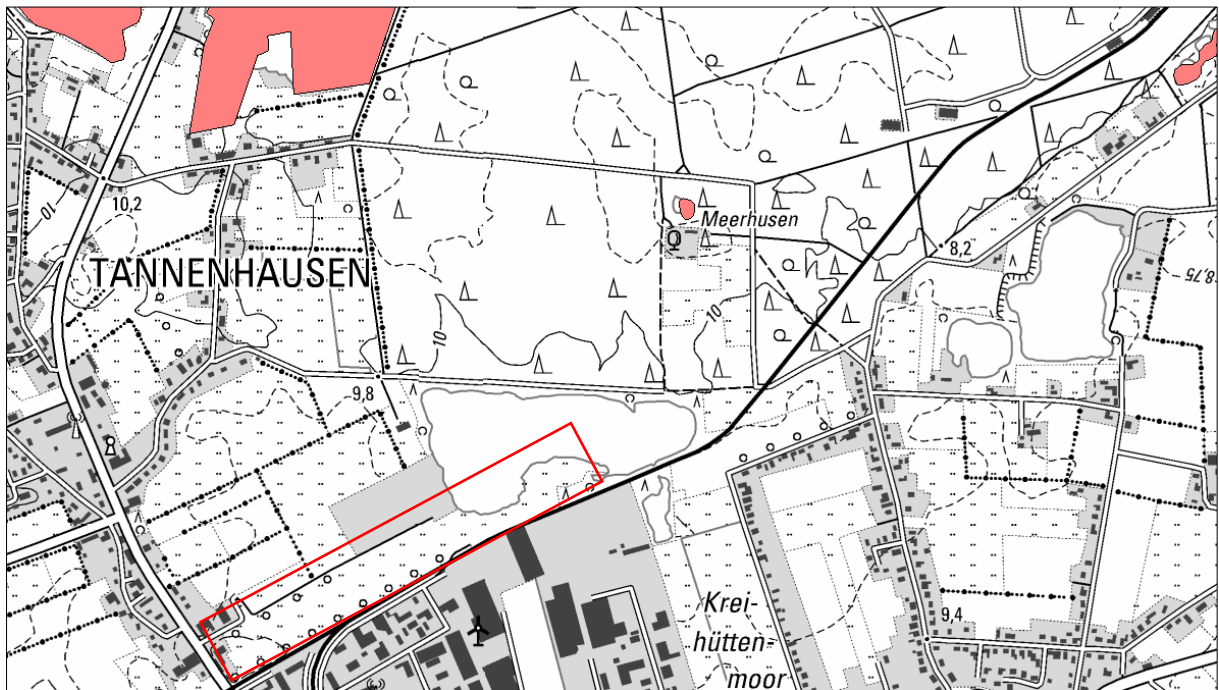 10,2
10
TANNENHAUSEN
Meerhusen
8,2
8,75
10
10
9,8
Krei-
hütten-
moor
9,4